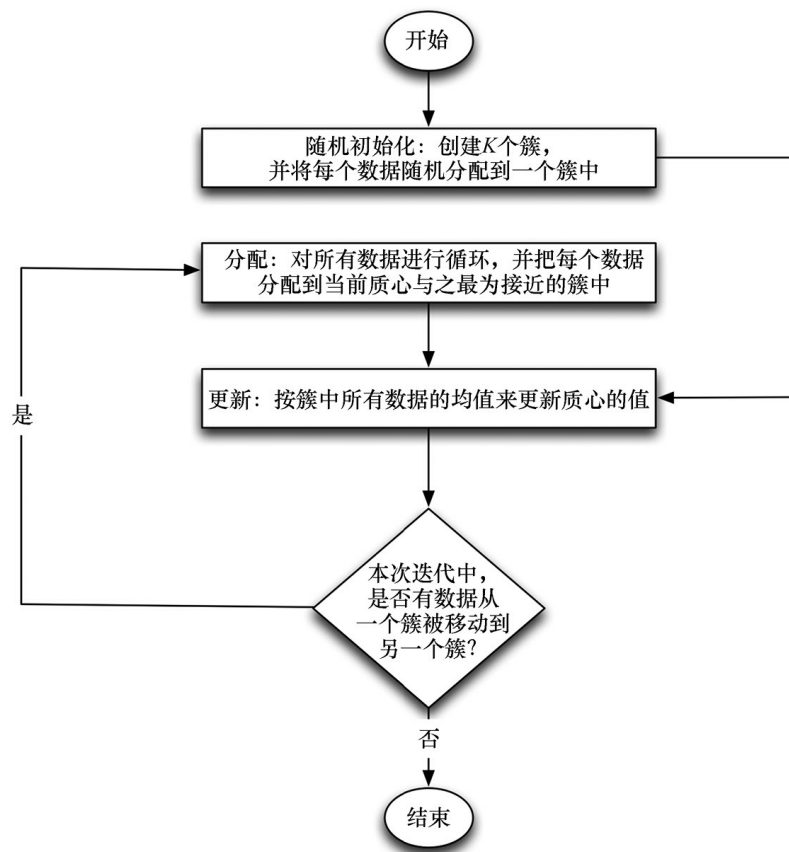 开始
随机初始化：创建K个簇，
并将每个数据随机分配到一个簇中
分配：对所有数据进行循环，并把每个数据
分配到当前质心与之最为接近的簇中
更新：按簇中所有数据的均值来更新质心的值
是
本次迭代中，
是否有数据从
一个簇被移动到
另一个簇？
否
结束